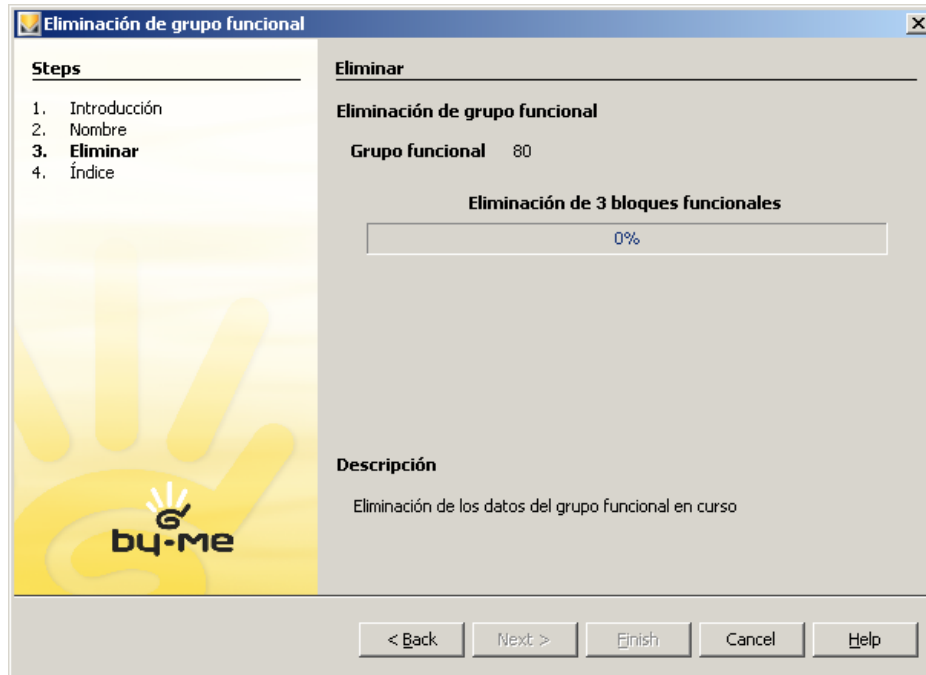 Eliminación de grupo funcional
Steps
1. Introducción
2. Nombre
3. Eliminar
4. Índice
by-me
Eliminar
Eliminación de grupo funcional
Grupo funcional 80
Eliminación de 3 bloques funcionales
0%
Descripción
Eliminación de los datos del grupo funcional en curso
< Back Next > Finish Cancel Help